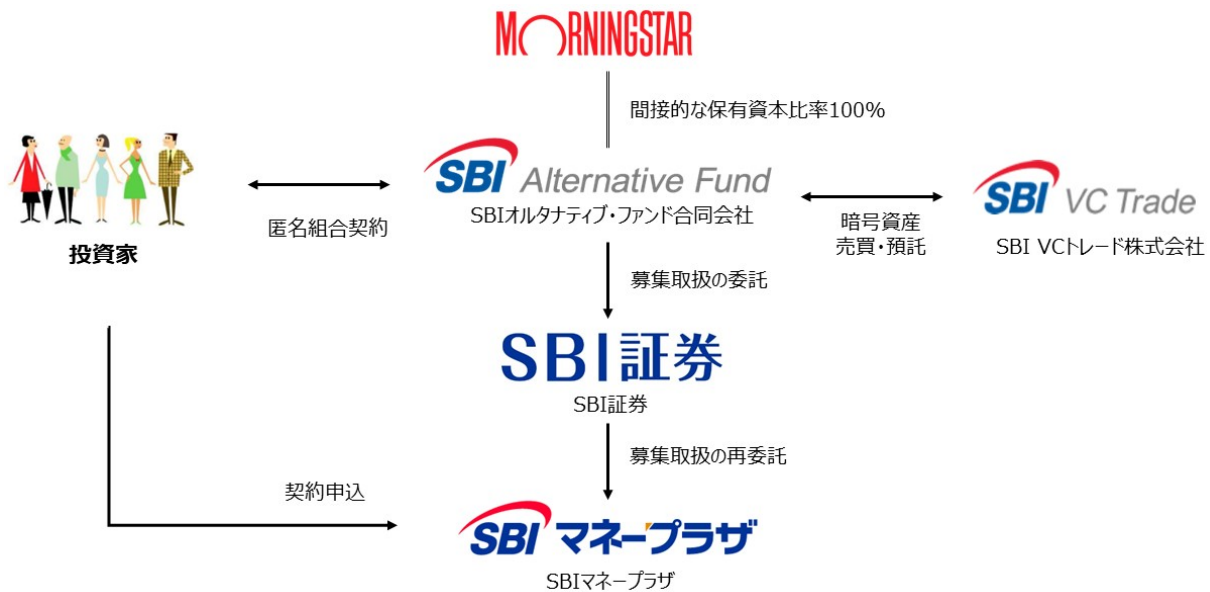 MORNINGSTAR
間接的な保有資本比率100%
SBI Alternative Fund
SBIオルタナティブ・ファンド合同会社
匿名組合契約
投資家
暗号資産
売買・預託
SBI VC Trade
SBI VCトレード株式会社
募集取扱の委託
SBI証券
SBI証券
募集取扱の再委託
契約申込
SBI マネープラザ
SBIマネープラザ